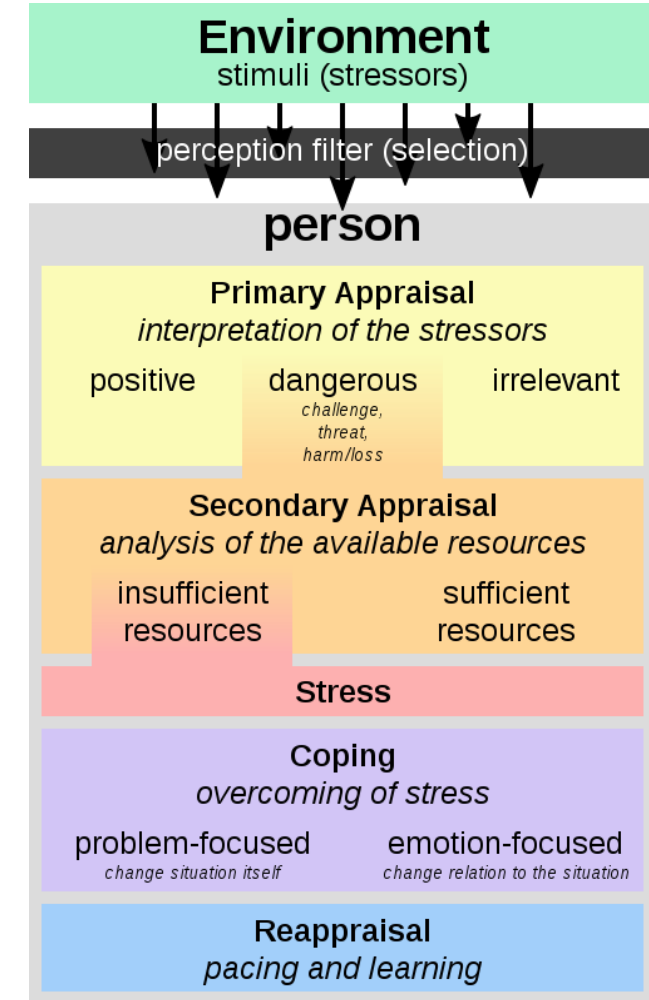 Environment
stimuli (stressors)
perception filter (selection)
person
Primary Appraisal
interpretation of the stressors
positive dangerous irrelevant
challenge,
threat,
harm/loss
Secondary Appraisal
analysis of the available resources
insufficient sufficient
resources resources
Stress
Coping
overcoming of stress
problem-focused emotion-focused
change situation itself change relation to the situation
Reappraisal
pacing and learning